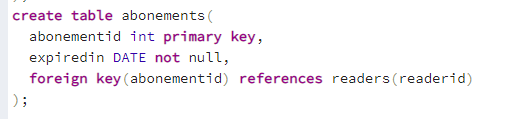 create table abonements(
abonementid int primary key,
expiredin DATE not null,
foreign key(abonementid) references readers(readerid)
);